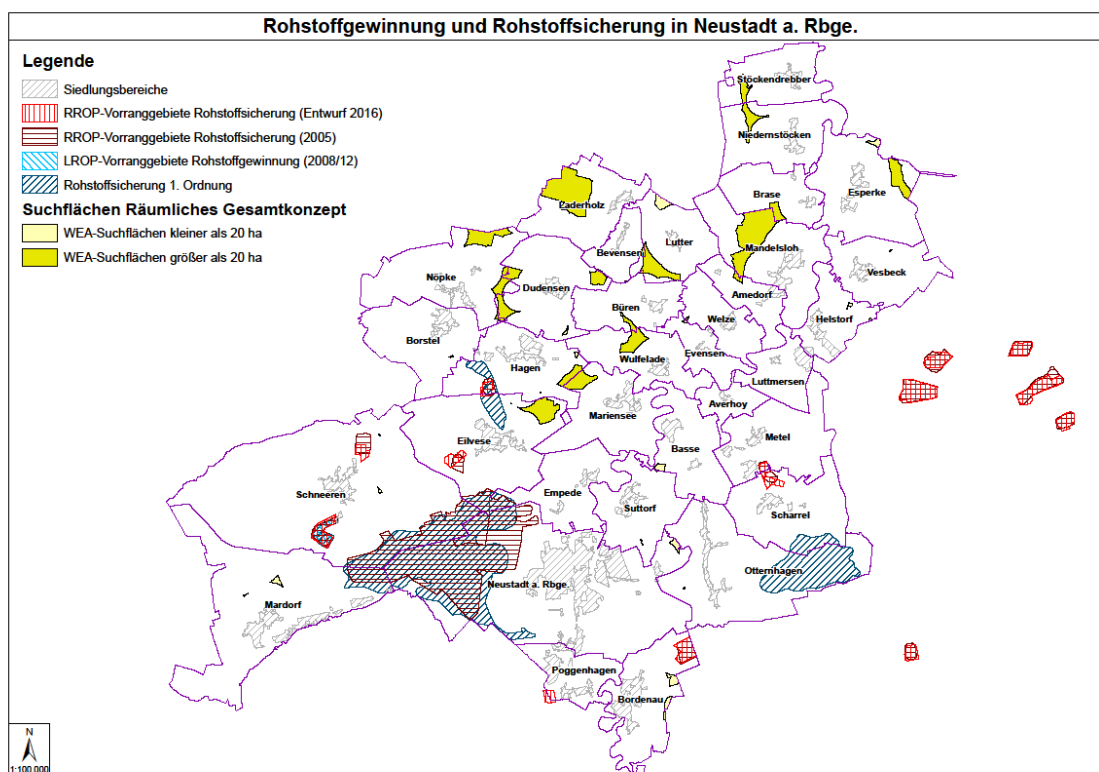 Rohstoffgewinnung und Rohstoffsicherung in Neustadt a. Rbge.
Legende
Siedlungsbereiche
RROP-Vorranggebiete Rohstoffsicherung (Entwurf 2016)
RROP-Vorranggebiete Rohstoffsicherung (2005)
LROP-Vorranggebiete Rohstoffgewinnung (2008/12)
Rohstoffsicherung 1. Ordnung
Suchflächen Räumliches Gesamtkonzept
WEA-Suchflächen kleiner als 20 ha
WEA-Suchflächen größer als 20 ha
Stöckendrebber
Niedernstöcken
Brase
Esperke
Laderholz
Bevensen
Lutter
Mandelsloh
Vesbeck
Nöpke
Dudensen
Amedorf
Büren
Welze
Helstorf
Borstel
Hagen
Wulfelade
Evensen
Luttmersen
Averhoy
Mariensee
Eilvese
Basse
Metel
Schneeren
Empede
Suttorf
Scharrel
Otternhagen
Neustadt a. Rbge.
Mardorf
Poggenhagen
Bordenau
N
1:100.000